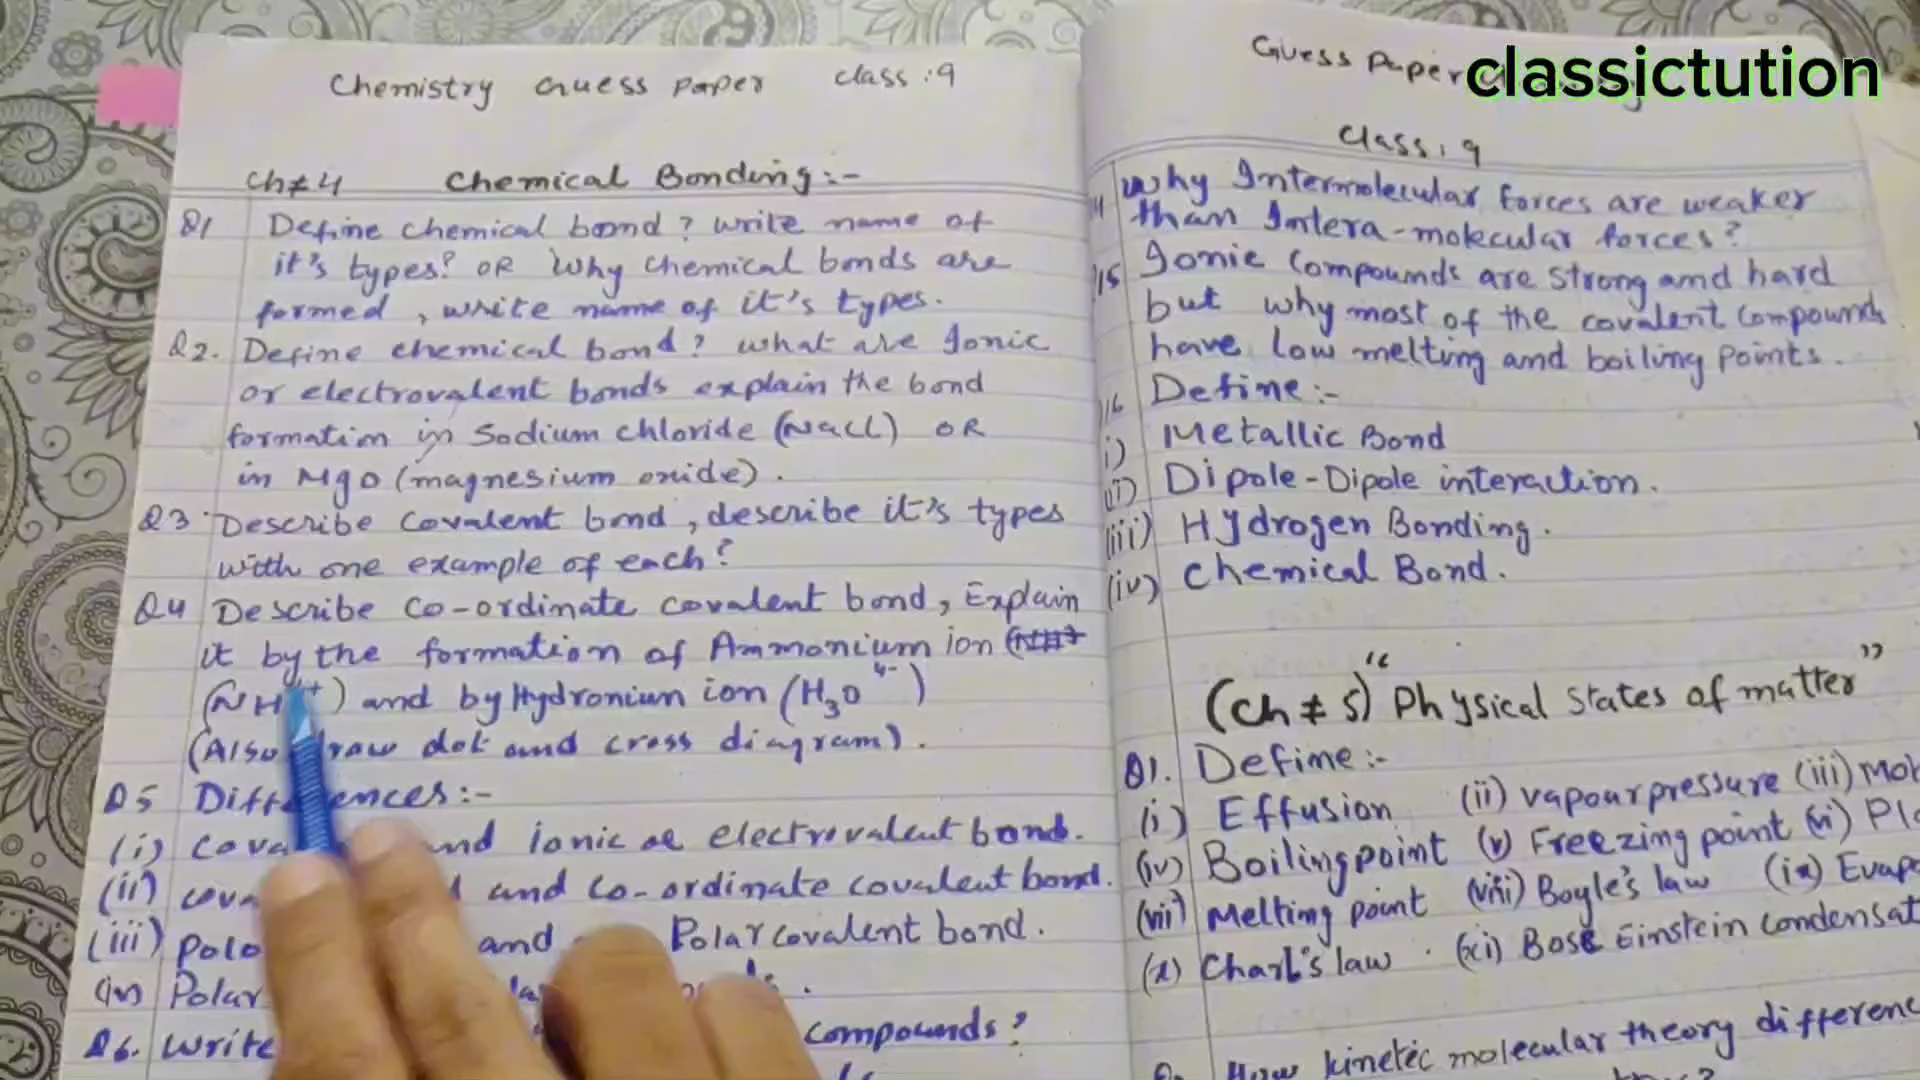 Chemistry Guess Paper class:9
Ch≠4 Chemical Bonding:-
Q1 Define chemical bond? write name of
it's types? OR Why chemical bonds are
formed, write name of it's types.
Q2. Define chemical bond? what are Ionic
or electrovalent bonds explain the bond
formation in Sodium chloride (NaCl) OR
in MgO (magnesium oxide).
Q3 Describe covalent bond, describe it's types
with one example of each?
Q4 Describe co-ordinate covalent bond, Explain
it by the formation of Ammonium ion
(NH +) and by Hydronium ion (H3O 4-)
(Also draw dot and cross diagram).
Q5 Differences:-
(i) and ionic or electrovalent bond.
(ii) and co-ordinate covalent bond.
(iii) and Polar covalent bond.
(iv) Polar
Q6. Write compounds?
Guess Paper
classictution
Class:9
14 Why Intermolecular forces are weaker
than Intera-molecular forces?
15 Ionic compounds are strong and hard
but why most of the covalent compounds
have low melting and boiling points.
16 Define:-
i) Metallic Bond
(ii) Dipole-Dipole interaction.
(iii) Hydrogen Bonding.
(iv) Chemical Bond.
(Ch≠5) "Physical States of matter"
Q1. Define:-
(i) Effusion (ii) vapour pressure (iii)
(iv) Boiling point (v) Freezing point (vi)
(vii) Melting point (viii) Boyle's law (ix)
(x) Charl's law. (xi) Bose Einstein
How kinetic molecular theory